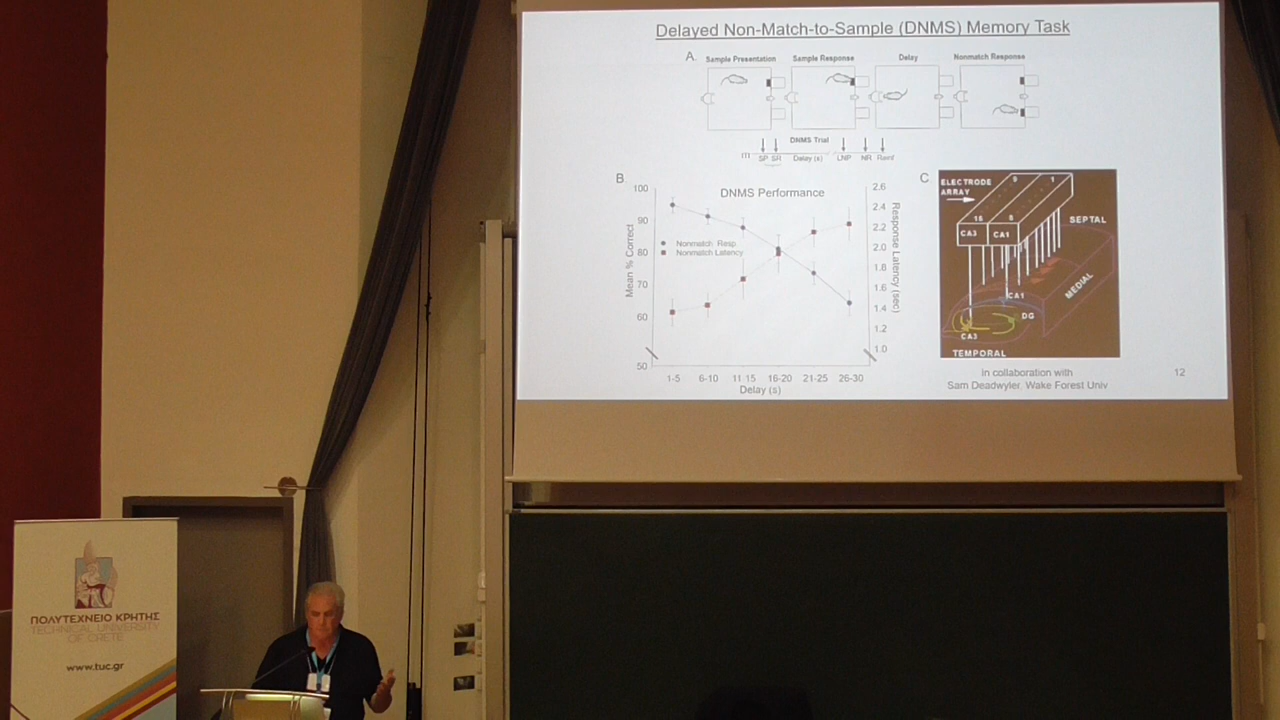 Delayed Non-Match-to-Sample (DNMS) Memory Task
A.
Sample Presentation
Sample Response
Delay
Nonmatch Response
DNMS Trial
ITI SP SR Delay (s) LNP NR Reinf
B.
DNMS Performance
100
90
80
70
60
50
Mean % Correct
Nonmatch Resp.
Nonmatch Latency
2.6
2.4
2.2
2.0
1.8
1.6
1.4
1.2
1.0
Response Latency (sec)
1-5 6-10 11-15 16-20 21-25 26-30
Delay (s)
C.
ELECTRODE
ARRAY
9 1
16 8
CA3 CA1
SEPTAL
MEDIAL
CA1
DG
CA3
TEMPORAL
In collaboration with
Sam Deadwyler, Wake Forest Univ
12
ΠΟΛΥΤΕΧΝΕΙΟ ΚΡΗΤΗΣ
TECHNICAL UNIVERSITY
OF CRETE
www.tuc.gr